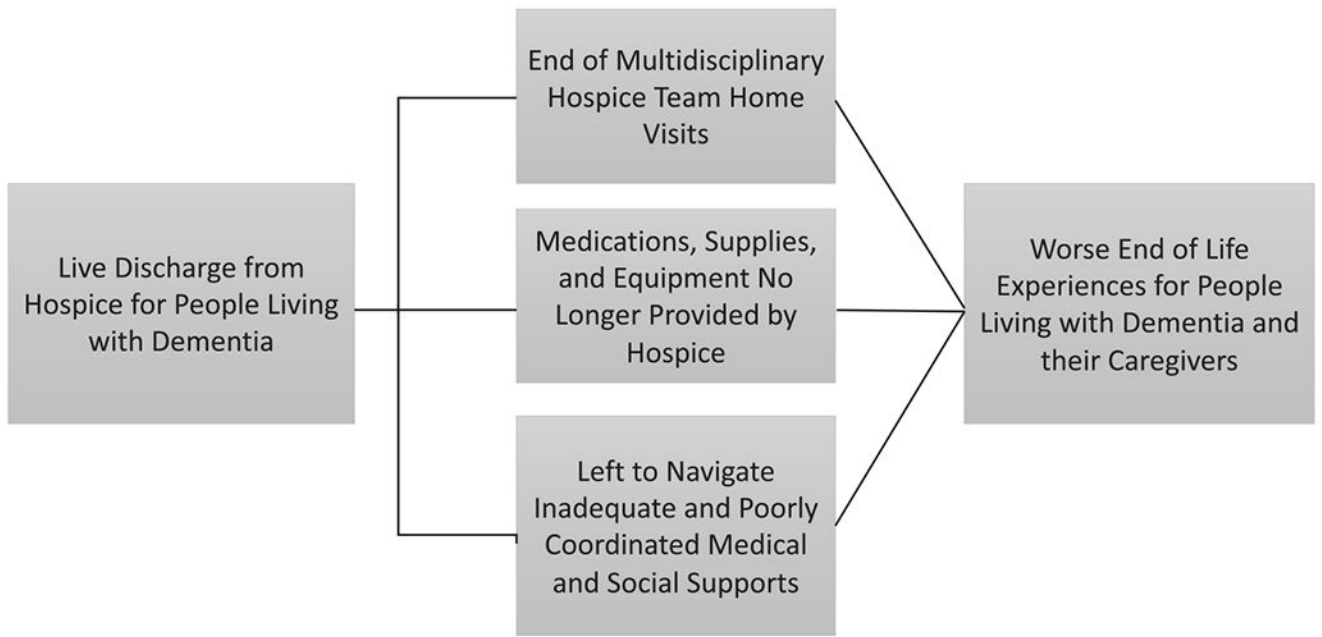 Live Discharge from
Hospice for People Living
with Dementia
End of Multidisciplinary
Hospice Team Home
Visits
Medications, Supplies,
and Equipment No
Longer Provided by
Hospice
Left to Navigate
Inadequate and Poorly
Coordinated Medical
and Social Supports
Worse End of Life
Experiences for People
Living with Dementia and
their Caregivers